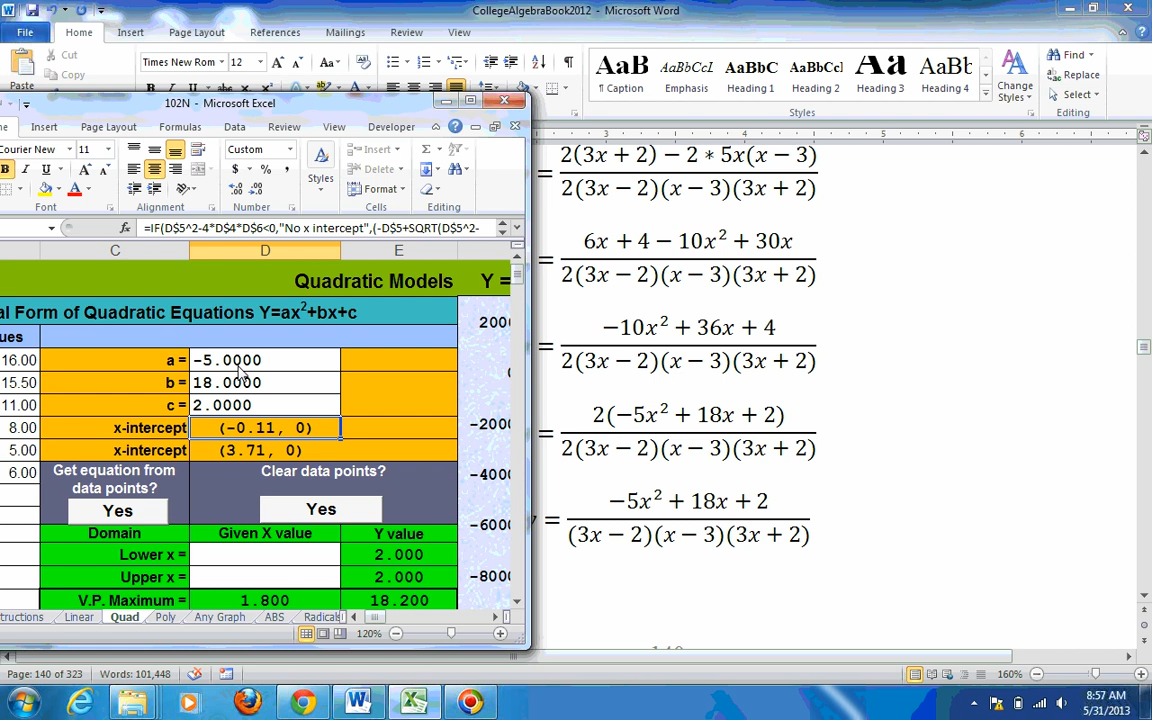 CollegeAlgebraBook2012 - Microsoft Word
File Home Insert Page Layout References Mailings Review View
Cut
Copy
Paste
Times New Rom 12
AaB AaBbCcL AaBbC AaBbCc. Aa AaBb
¶ Caption Emphasis Heading 1 Heading 2 Heading 3 Heading 4
Change Styles
Styles
Find
Replace
Select
Editing
102N - Microsoft Excel
Insert Page Layout Formulas Data Review View Developer
Courier New 11
Custom
Styles
Insert
Delete
Format
Font Alignment Number Cells Editing
fx =IF(D$5^2-4*D$4*D$6<0,"No x intercept",(-D$5+SQRT(D$5^2-
C D E
Quadratic Models Y =
al Form of Quadratic Equations Y=ax²+bx+c
ues
16.00 a = -5.0000
15.50 b = 18.0000
11.00 c = 2.0000
8.00 x-intercept (-0.11, 0)
5.00 x-intercept (3.71, 0)
6.00 Get equation from data points? Clear data points?
Yes Yes
Domain Given X value Y value
Lower x = 2.000
Upper x = 2.000
V.P. Maximum = 1.800 18.200
2000
0
-2000
-4000
-6000
-8000
tructions Linear Quad Poly Any Graph ABS Radicals
120%
3 4 5 6
= 2(3x + 2) − 2 ∗ 5x(x − 3)
2(3x − 2)(x − 3)(3x + 2)
= 6x + 4 − 10x² + 30x
2(3x − 2)(x − 3)(3x + 2)
= −10x² + 36x + 4
2(3x − 2)(x − 3)(3x + 2)
= 2(−5x² + 18x + 2)
2(3x − 2)(x − 3)(3x + 2)
y = −5x² + 18x + 2
(3x − 2)(x − 3)(3x + 2)
Page: 140 of 323 Words: 101,448 160%
8:57 AM
5/31/2013